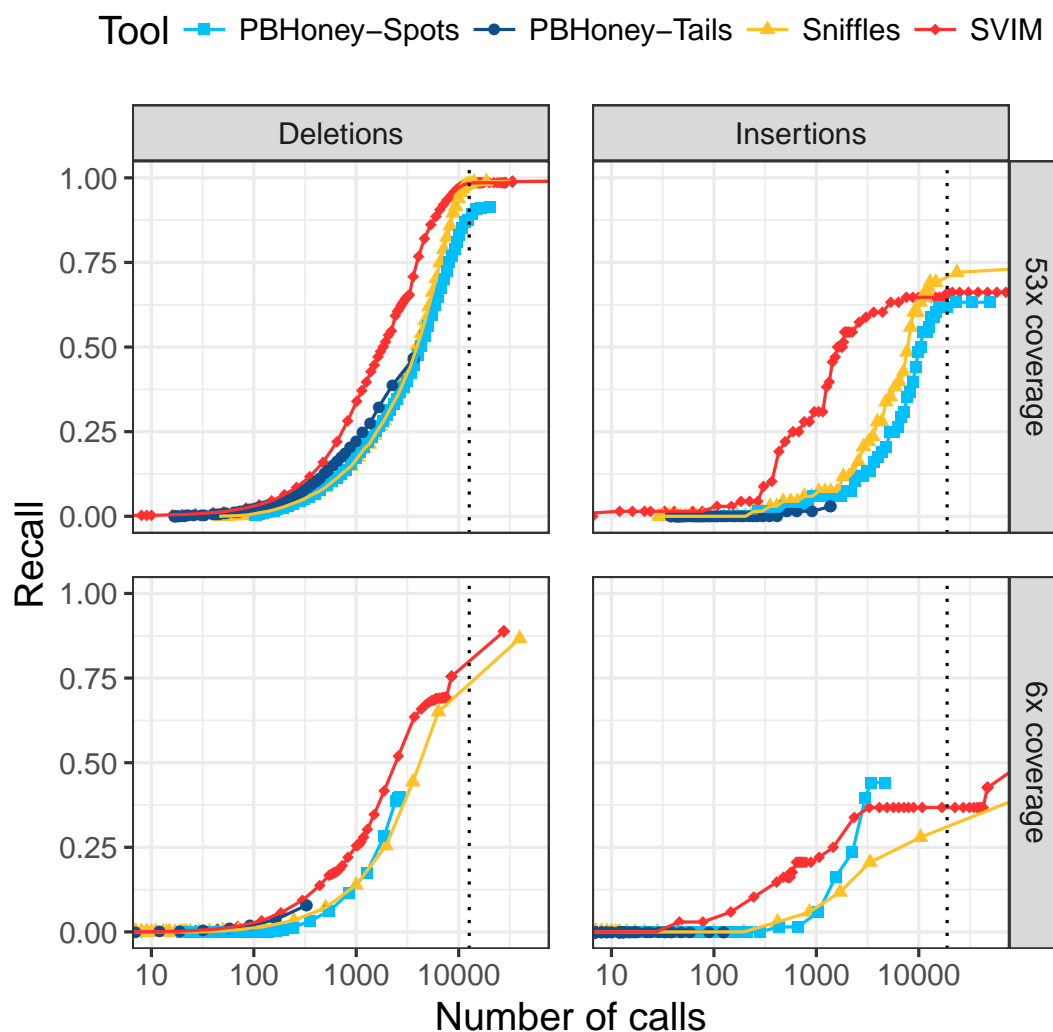 Tool PBHoney−Spots PBHoney−Tails Sniffles SVIM
Deletions Insertions
1.00
0.75
0.50
0.25
0.00
53x coverage
Recall
1.00
0.75
0.50
0.25
0.00
6x coverage
10 100 1000 10000 10 100 1000 10000
Number of calls